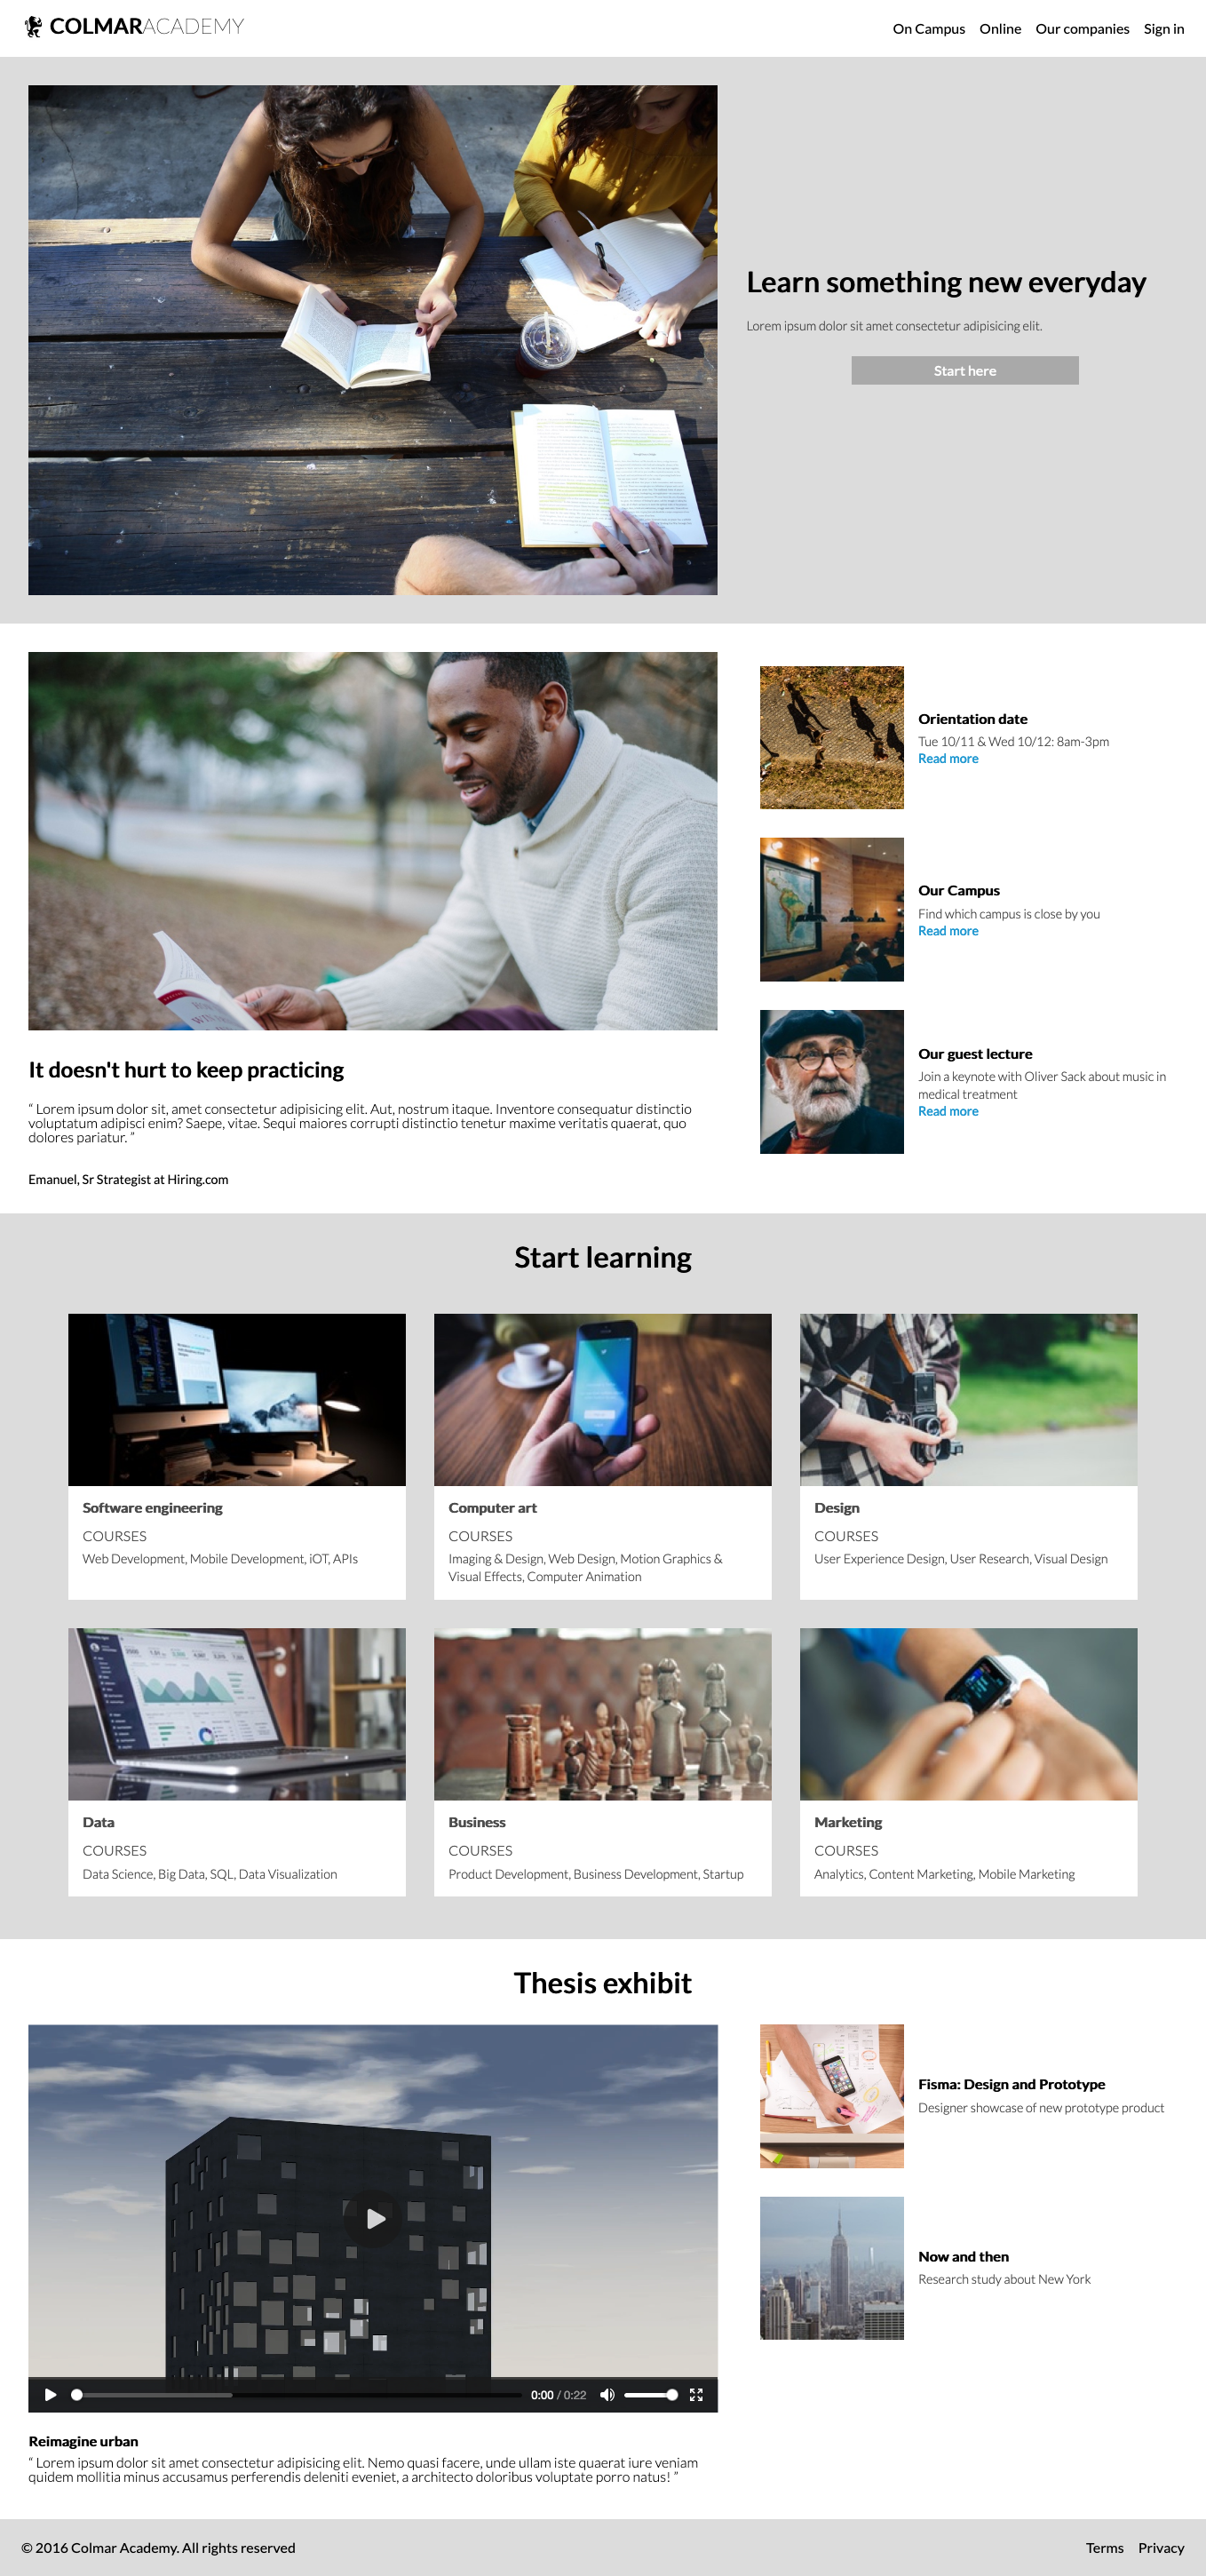 COLMARACADEMY
On Campus Online Our companies Sign in
Learn something new everyday
Lorem ipsum dolor sit amet consectetur adipisicing elit.
Start here
Orientation date
Tue 10/11 & Wed 10/12: 8am-3pm
Read more
Our Campus
Find which campus is close by you
Read more
Our guest lecture
Join a keynote with Oliver Sack about music in
medical treatment
Read more
It doesn't hurt to keep practicing
“ Lorem ipsum dolor sit, amet consectetur adipisicing elit. Aut, nostrum itaque. Inventore consequatur distinctio
voluptatum adipisci enim? Saepe, vitae. Sequi maiores corrupti distinctio tenetur maxime veritatis quaerat, quo
dolores pariatur. ”
Emanuel, Sr Strategist at Hiring.com
Start learning
Software engineering
COURSES
Web Development, Mobile Development, iOT, APIs
Computer art
COURSES
Imaging & Design, Web Design, Motion Graphics &
Visual Effects, Computer Animation
Design
COURSES
User Experience Design, User Research, Visual Design
Data
COURSES
Data Science, Big Data, SQL, Data Visualization
Business
COURSES
Product Development, Business Development, Startup
Marketing
COURSES
Analytics, Content Marketing, Mobile Marketing
Thesis exhibit
0:00 / 0:22
Reimagine urban
“ Lorem ipsum dolor sit amet consectetur adipisicing elit. Nemo quasi facere, unde ullam iste quaerat iure veniam
quidem mollitia minus accusamus perferendis deleniti eveniet, a architecto doloribus voluptate porro natus! ”
Fisma: Design and Prototype
Designer showcase of new prototype product
Now and then
Research study about New York
© 2016 Colmar Academy. All rights reserved
Terms Privacy